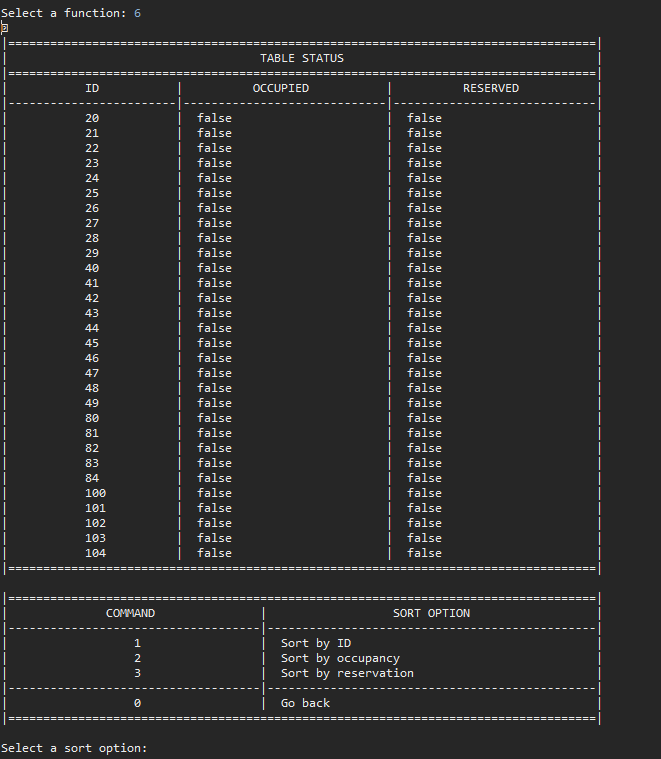 Select a function: 6
TABLE STATUS
ID | OCCUPIED | RESERVED
20 | false | false
21 | false | false
22 | false | false
23 | false | false
24 | false | false
25 | false | false
26 | false | false
27 | false | false
28 | false | false
29 | false | false
40 | false | false
41 | false | false
42 | false | false
43 | false | false
44 | false | false
45 | false | false
46 | false | false
47 | false | false
48 | false | false
49 | false | false
80 | false | false
81 | false | false
82 | false | false
83 | false | false
84 | false | false
100 | false | false
101 | false | false
102 | false | false
103 | false | false
104 | false | false
COMMAND | SORT OPTION
1 | Sort by ID
2 | Sort by occupancy
3 | Sort by reservation
0 | Go back
Select a sort option: